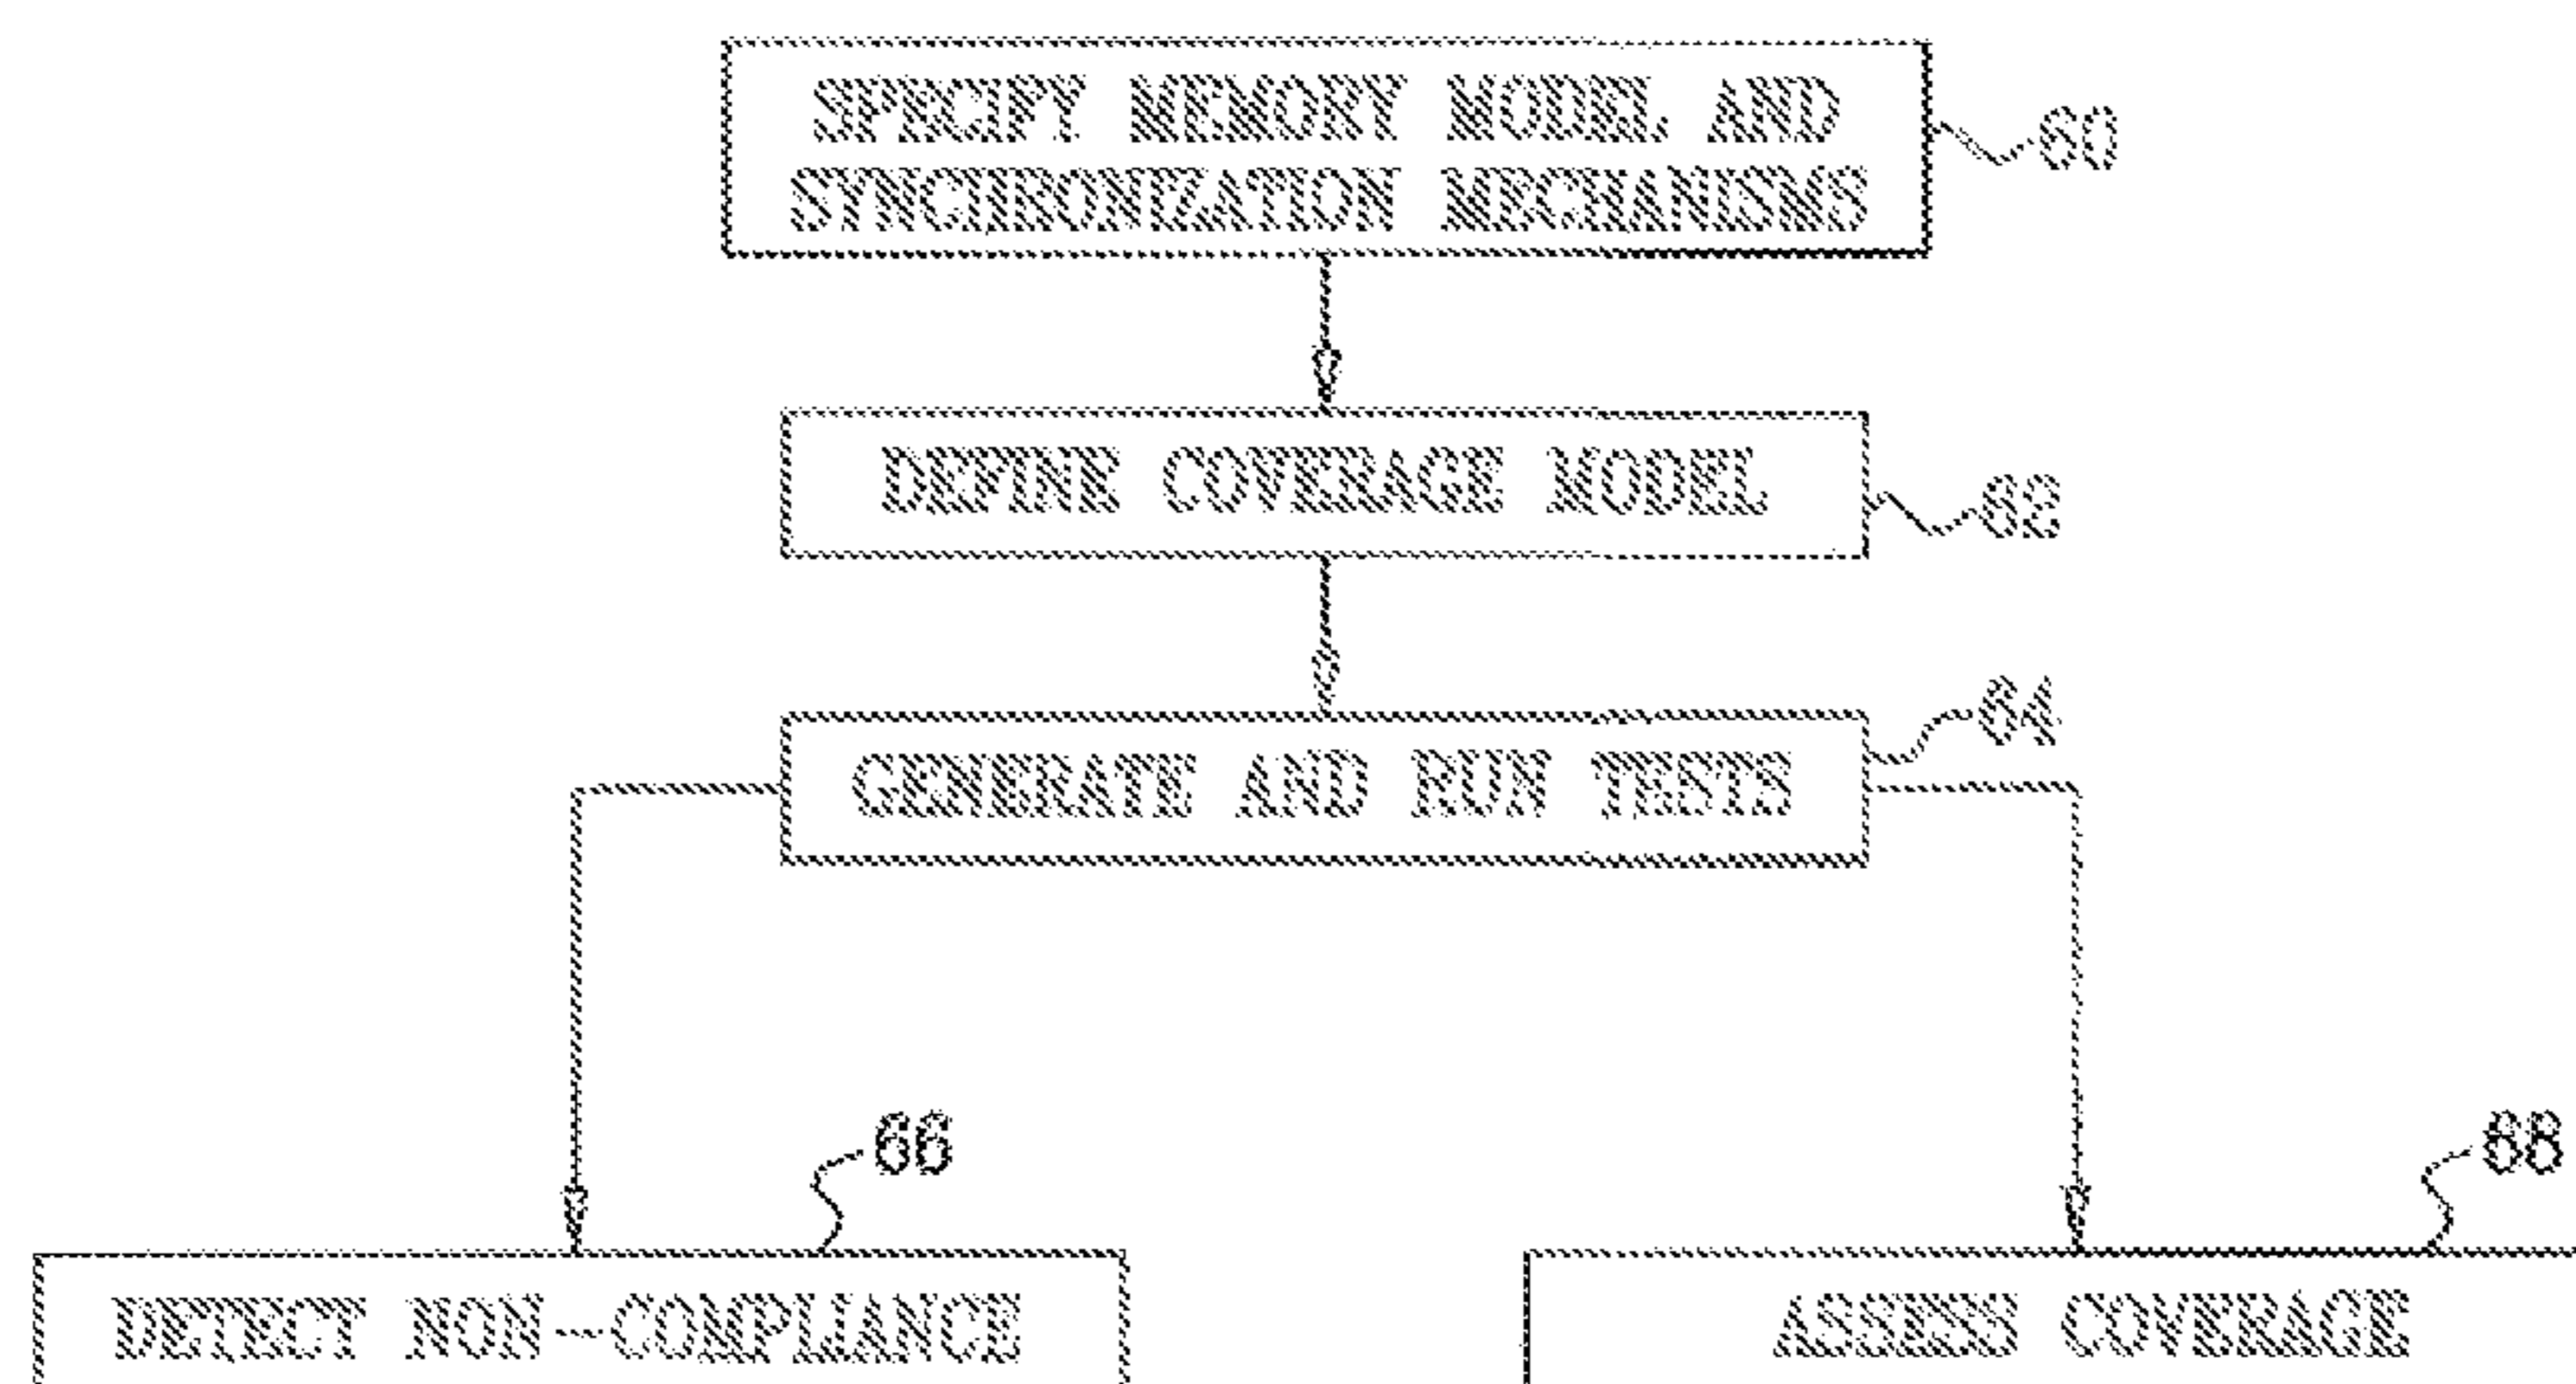 SPECIFY MEMORY MODEL AND
SYNCHRONIZATION MECHANISMS
60
DEFINE COVERAGE MODEL
62
64
GENERATE AND RUN TESTS
66
68
DETECT NON-COMPLIANCE
ASSESS COVERAGE